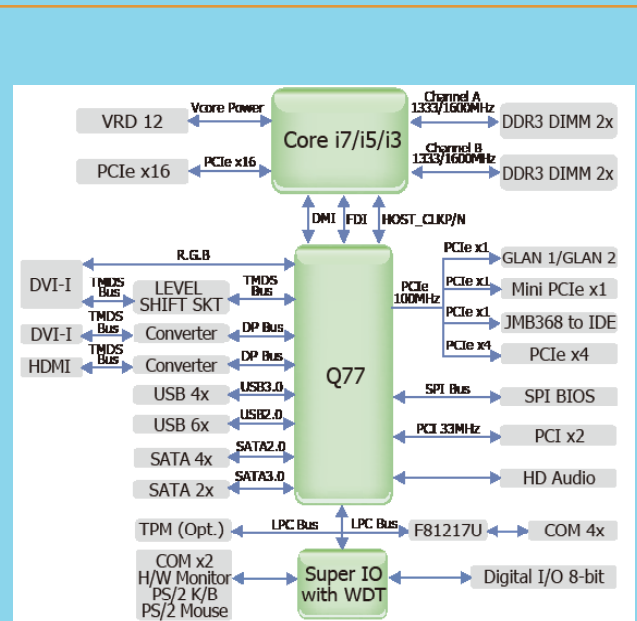 Vcore Power
VRD 12
Core i7/i5/i3
Channel A
1333/1600MHz
DDR3 DIMM 2x
PCIe x16
PCIe x16
Channel B
1333/1600MHz
DDR3 DIMM 2x
DMI
FDI
HOST_CLKP/N
R.G.B
DVI-I
TMDS
Bus
LEVEL
SHIFT SKT
TMDS
Bus
DVI-I
TMDS
Bus
Converter
DP Bus
HDMI
TMDS
Bus
Converter
DP Bus
USB 4x
USB3.0
USB 6x
USB2.0
SATA 4x
SATA2.0
SATA 2x
SATA3.0
Q77
PCIe
100MHz
PCIe x1
GLAN 1/GLAN 2
PCIe x1
Mini PCIe x1
PCIe x1
JMB368 to IDE
PCIe x4
PCIe x4
SPI Bus
SPI BIOS
PCI 33MHz
PCI x2
HD Audio
TPM (Opt.)
LPC Bus
LPC Bus
F81217U
COM 4x
COM x2
H/W Monitor
PS/2 K/B
PS/2 Mouse
Super IO
with WDT
Digital I/O 8-bit